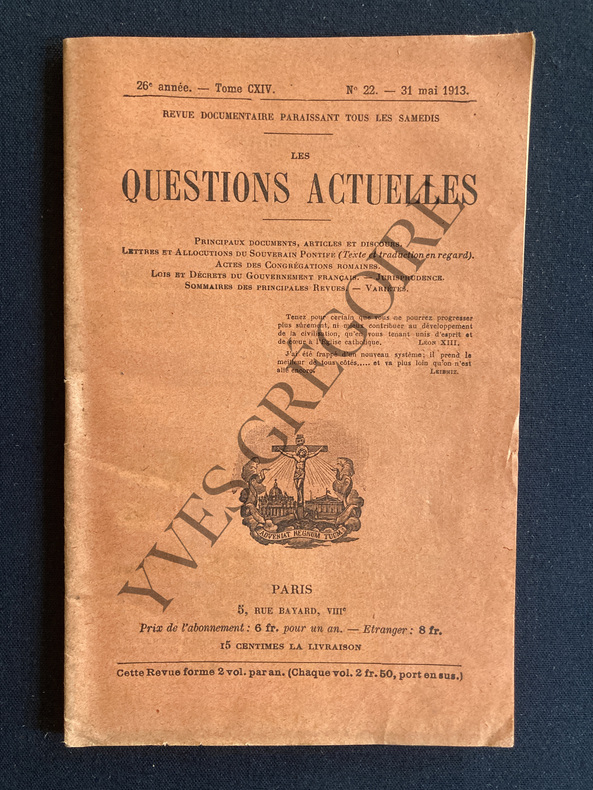 26e année. — Tome CXIV. No 22. — 31 mai 1913.
REVUE DOCUMENTAIRE PARAISSANT TOUS LES SAMEDIS
LES
QUESTIONS ACTUELLES
PRINCIPAUX DOCUMENTS, ARTICLES ET DISCOURS.
LETTRES ET ALLOCUTIONS DU SOUVERAIN PONTIFE (Texte et traduction en regard).
ACTES DES CONGRÉGATIONS ROMAINES.
LOIS ET DÉCRETS DU GOUVERNEMENT FRANÇAIS. — JURISPRUDENCE.
SOMMAIRES DES PRINCIPALES REVUES. — VARIÉTÉS.
Tenez pour certain que vous ne pourrez progresser
plus sûrement, ni mieux contribuer au développement
de la civilisation, qu'en vous tenant unis d'esprit et
de cœur à l'Eglise catholique. LÉON XIII.
J'ai été frappé d'un nouveau système; il prend le
meilleur de tous côtés..... et va plus loin qu'on n'est
allé encore. LEIBNIZ.
ADVENIAT REGNUM TUUM
PARIS
5, RUE BAYARD, VIIIe
Prix de l'abonnement : 6 fr. pour un an. — Etranger : 8 fr.
15 CENTIMES LA LIVRAISON
Cette Revue forme 2 vol. par an. (Chaque vol. 2 fr. 50, port en sus.)
YVES GRÉGOIRE